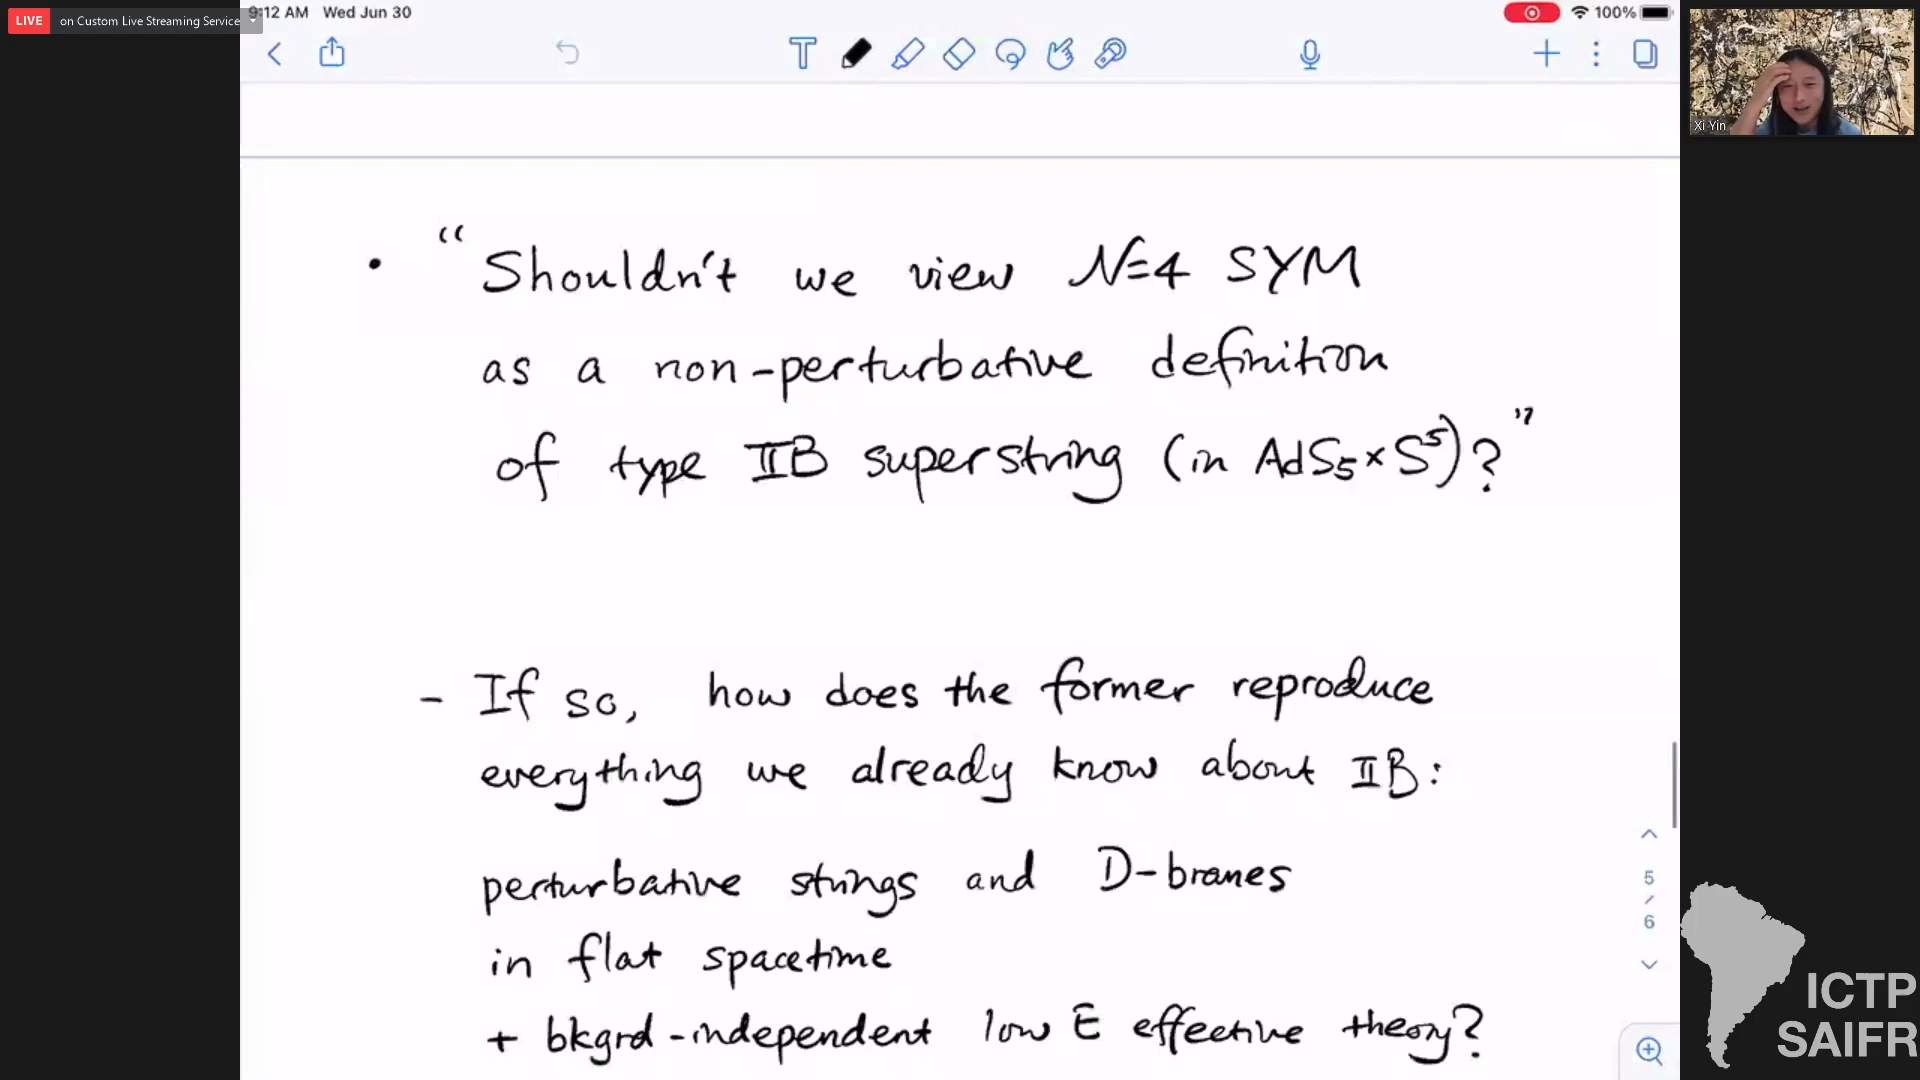 LIVE on Custom Live Streaming Service
9:12 AM Wed Jun 30
100%
Xi Yin
• “Shouldn't we view N=4 SYM
as a non-perturbative definition
of type IIB superstring (in AdS₅×S⁵)?”
- If so, how does the former reproduce
everything we already know about IIB:
perturbative strings and D-branes
in flat spacetime
+ bkgrd-independent low E effective theory?
5
/
6
ICTP
SAIFR